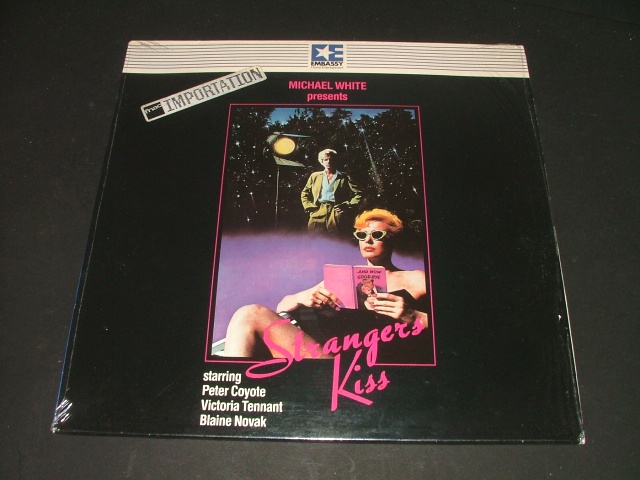 EMBASSY
IMPORTATION
MICHAEL WHITE
presents
Strangers
Kiss
starring
Peter Coyote
Victoria Tennant
Blaine Novak